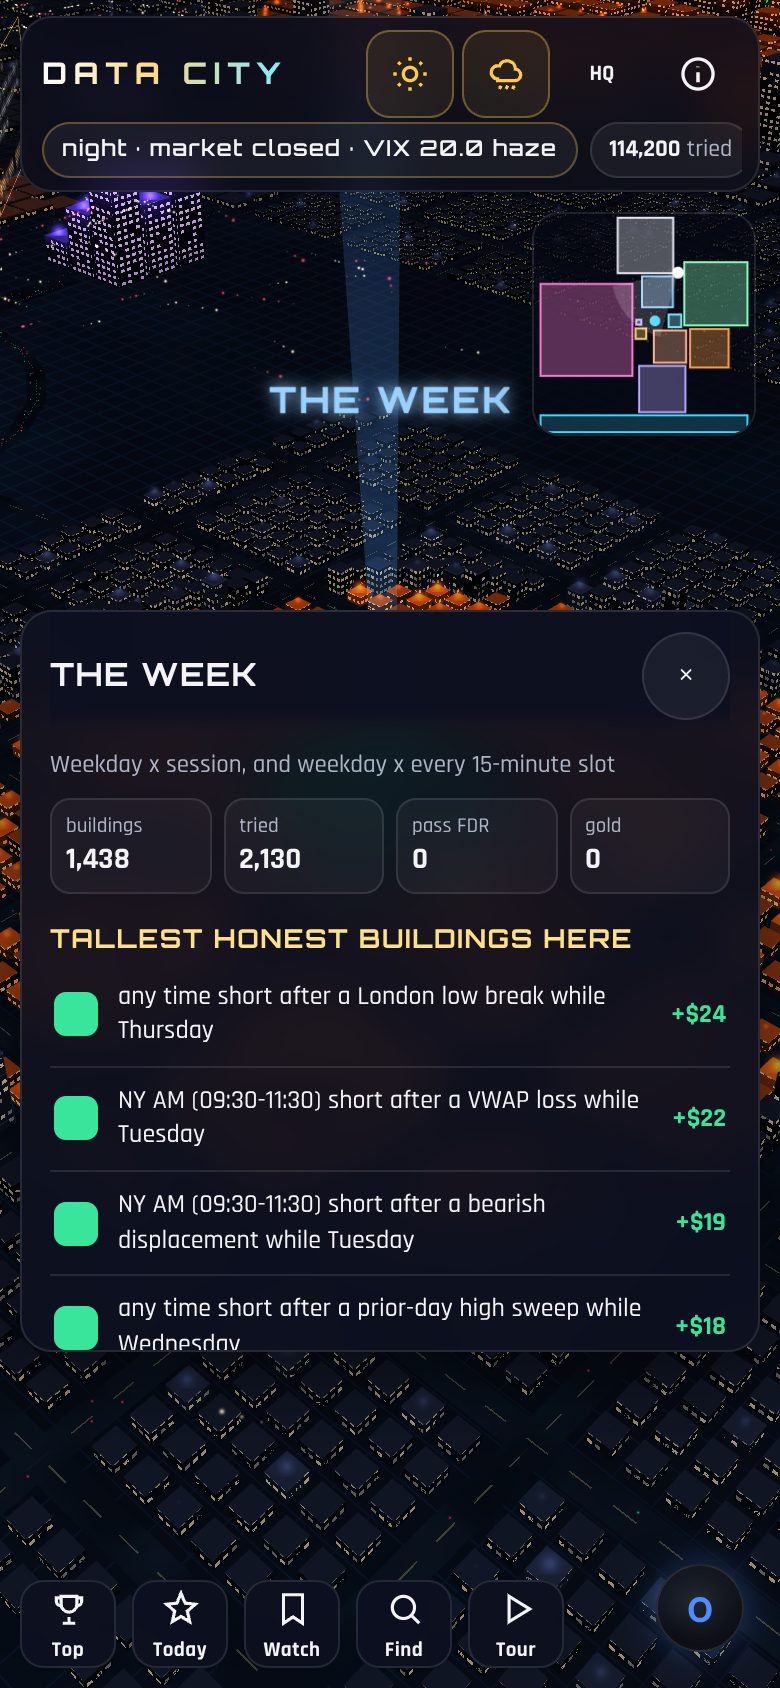 DATA CITY
HQ
night · market closed · VIX 20.0 haze
114,200 tried
THE WEEK
THE WEEK
×
Weekday x session, and weekday x every 15-minute slot
buildings
1,438
tried
2,130
pass FDR
0
gold
0
TALLEST HONEST BUILDINGS HERE
any time short after a London low break while
Thursday
+$24
NY AM (09:30-11:30) short after a VWAP loss while
Tuesday
+$22
NY AM (09:30-11:30) short after a bearish
displacement while Tuesday
+$19
any time short after a prior-day high sweep while
Wednesday
+$18
Top
Today
Watch
Find
Tour
O